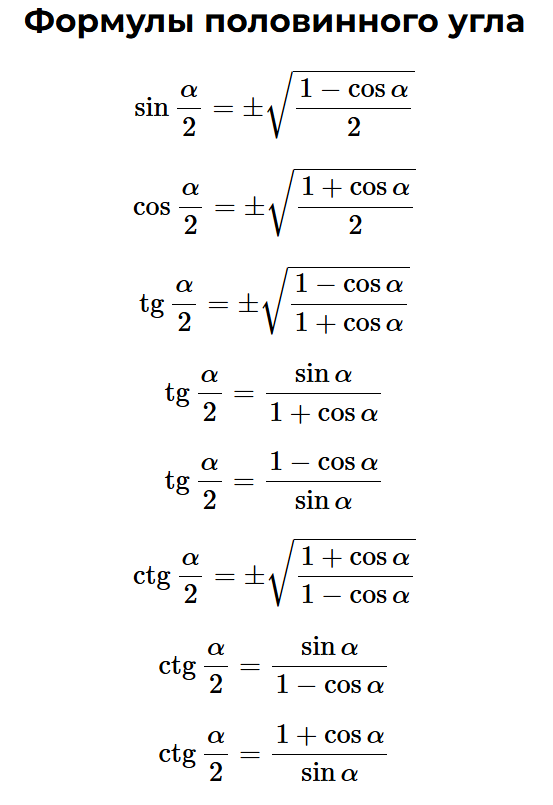 Формулы половинного угла
sin α/2 = ±√((1 − cos α)/2)
cos α/2 = ±√((1 + cos α)/2)
tg α/2 = ±√((1 − cos α)/(1 + cos α))
tg α/2 = sin α/(1 + cos α)
tg α/2 = (1 − cos α)/sin α
ctg α/2 = ±√((1 + cos α)/(1 − cos α))
ctg α/2 = sin α/(1 − cos α)
ctg α/2 = (1 + cos α)/sin α